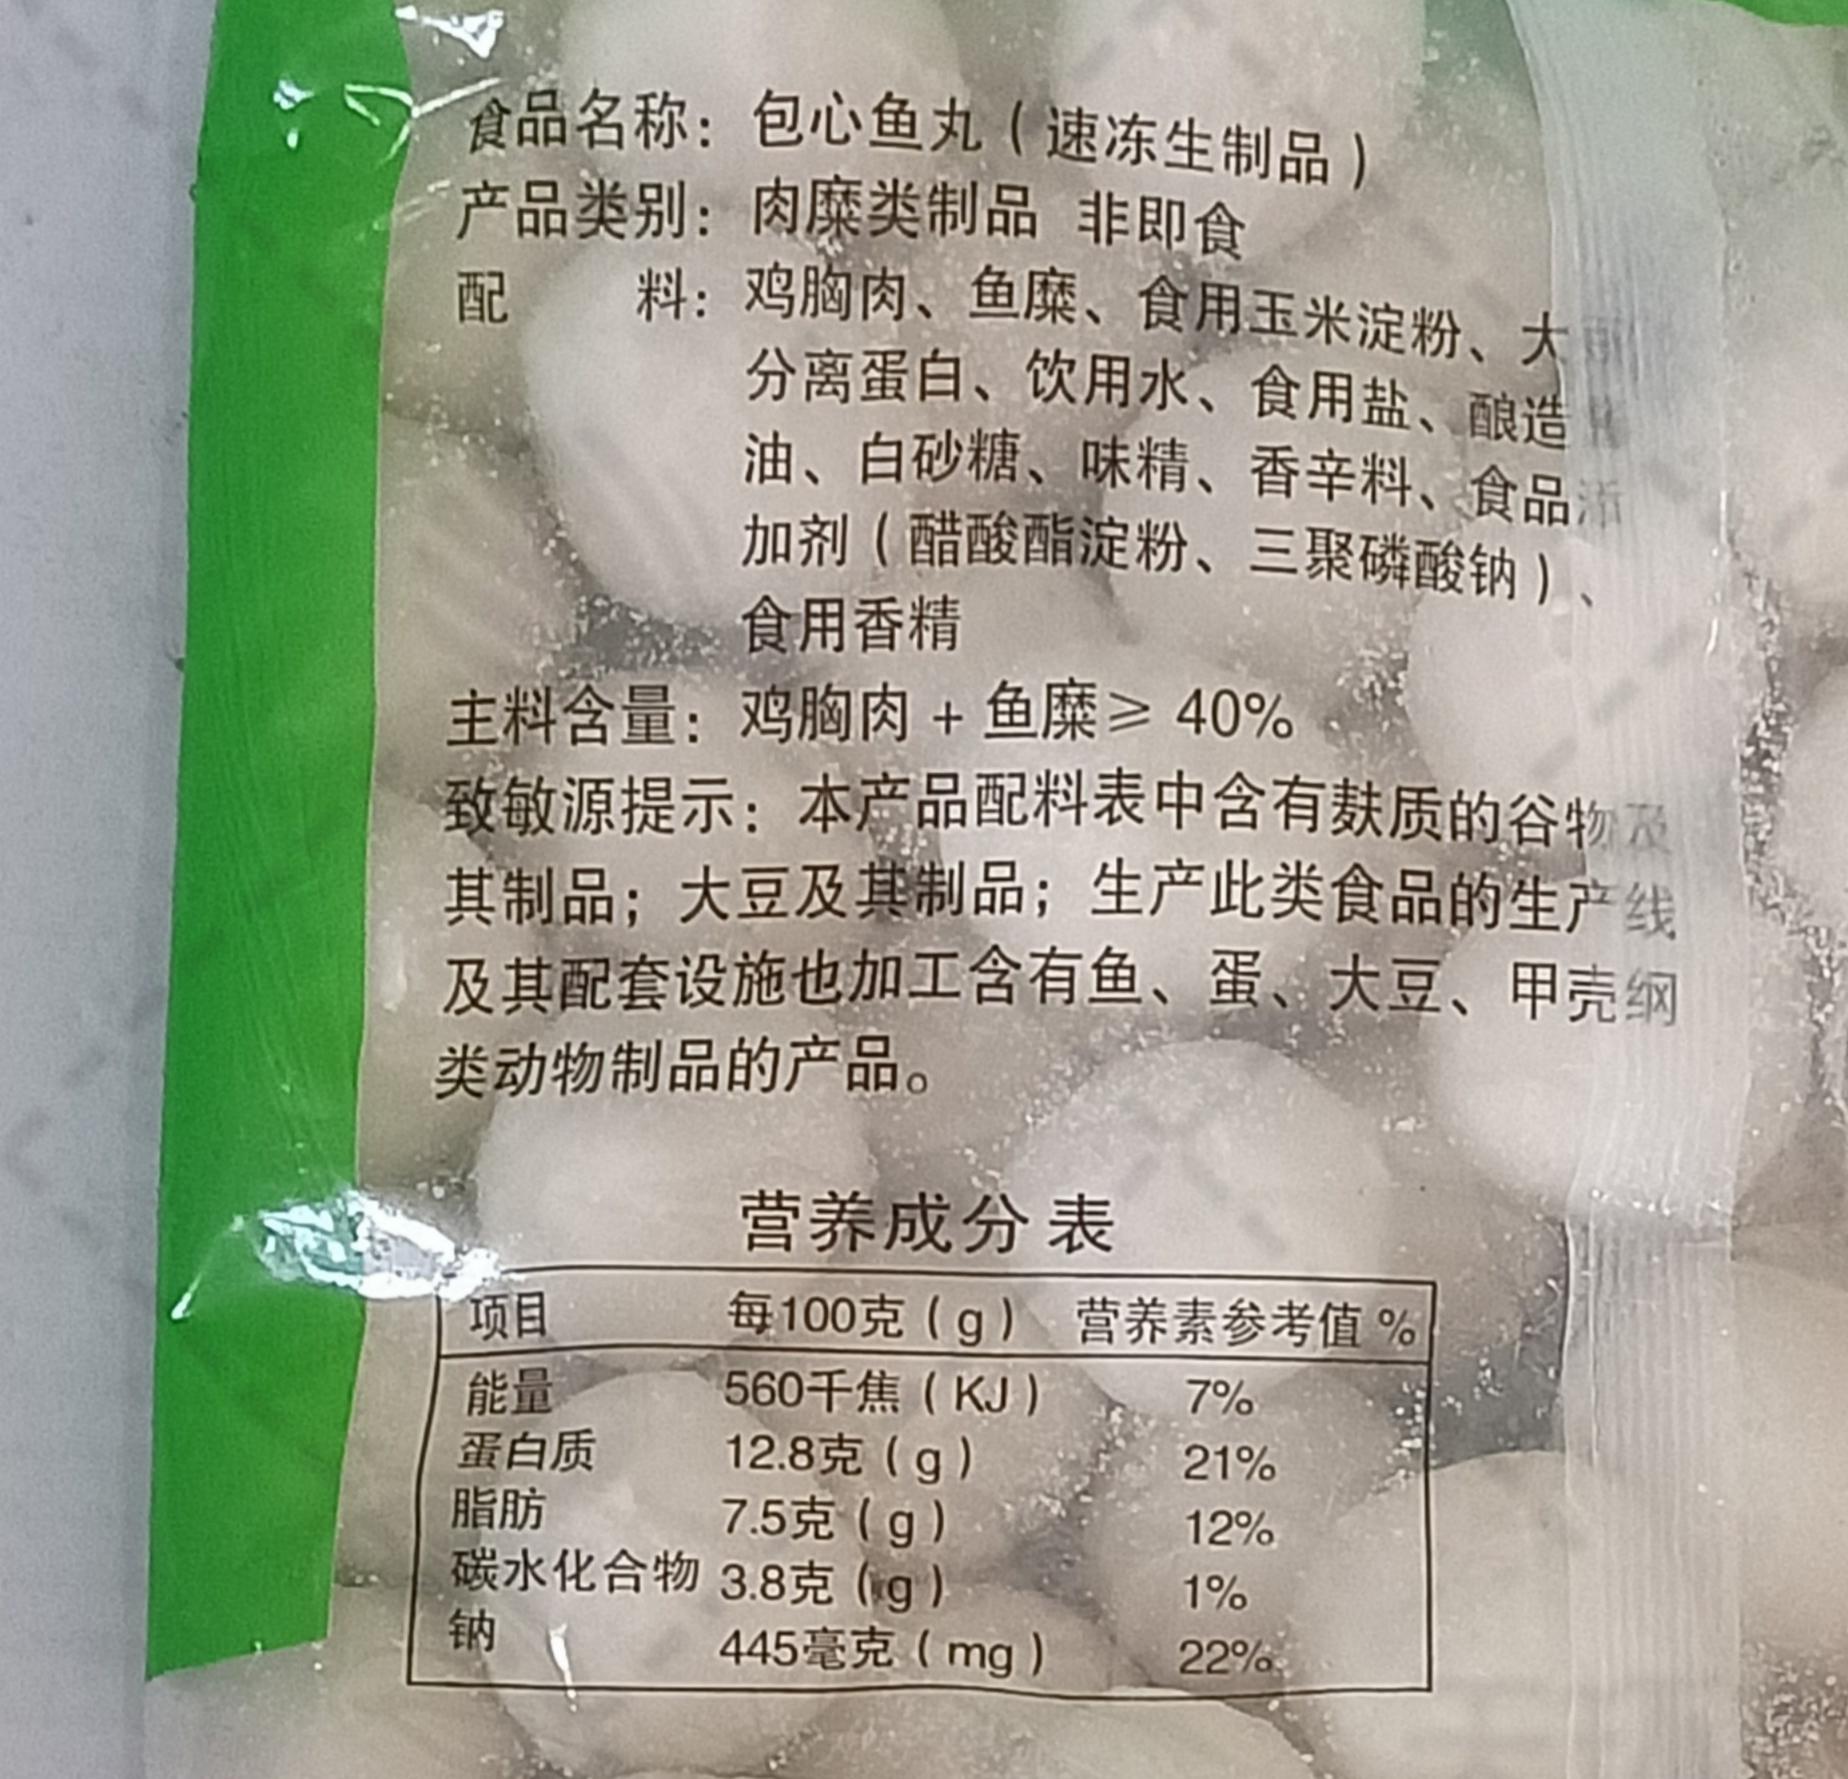 食品名称：包心鱼丸（速冻生制品）
产品类别：肉糜类制品 非即食
配 料：鸡胸肉、鱼糜、食用玉米淀粉、大
分离蛋白、饮用水、食用盐、酿造
油、白砂糖、味精、香辛料、食品添
加剂（醋酸酯淀粉、三聚磷酸钠）、
食用香精
主料含量：鸡胸肉 + 鱼糜≥ 40%
致敏源提示：本产品配料表中含有麸质的谷物及
其制品；大豆及其制品；生产此类食品的生产线
及其配套设施也加工含有鱼、蛋、大豆、甲壳纲
类动物制品的产品。
营养成分表
项目 每100克（g） 营养素参考值 %
能量 560千焦（KJ） 7%
蛋白质 12.8克（g） 21%
脂肪 7.5克（g） 12%
碳水化合物 3.8克（g） 1%
钠 445毫克（mg） 22%